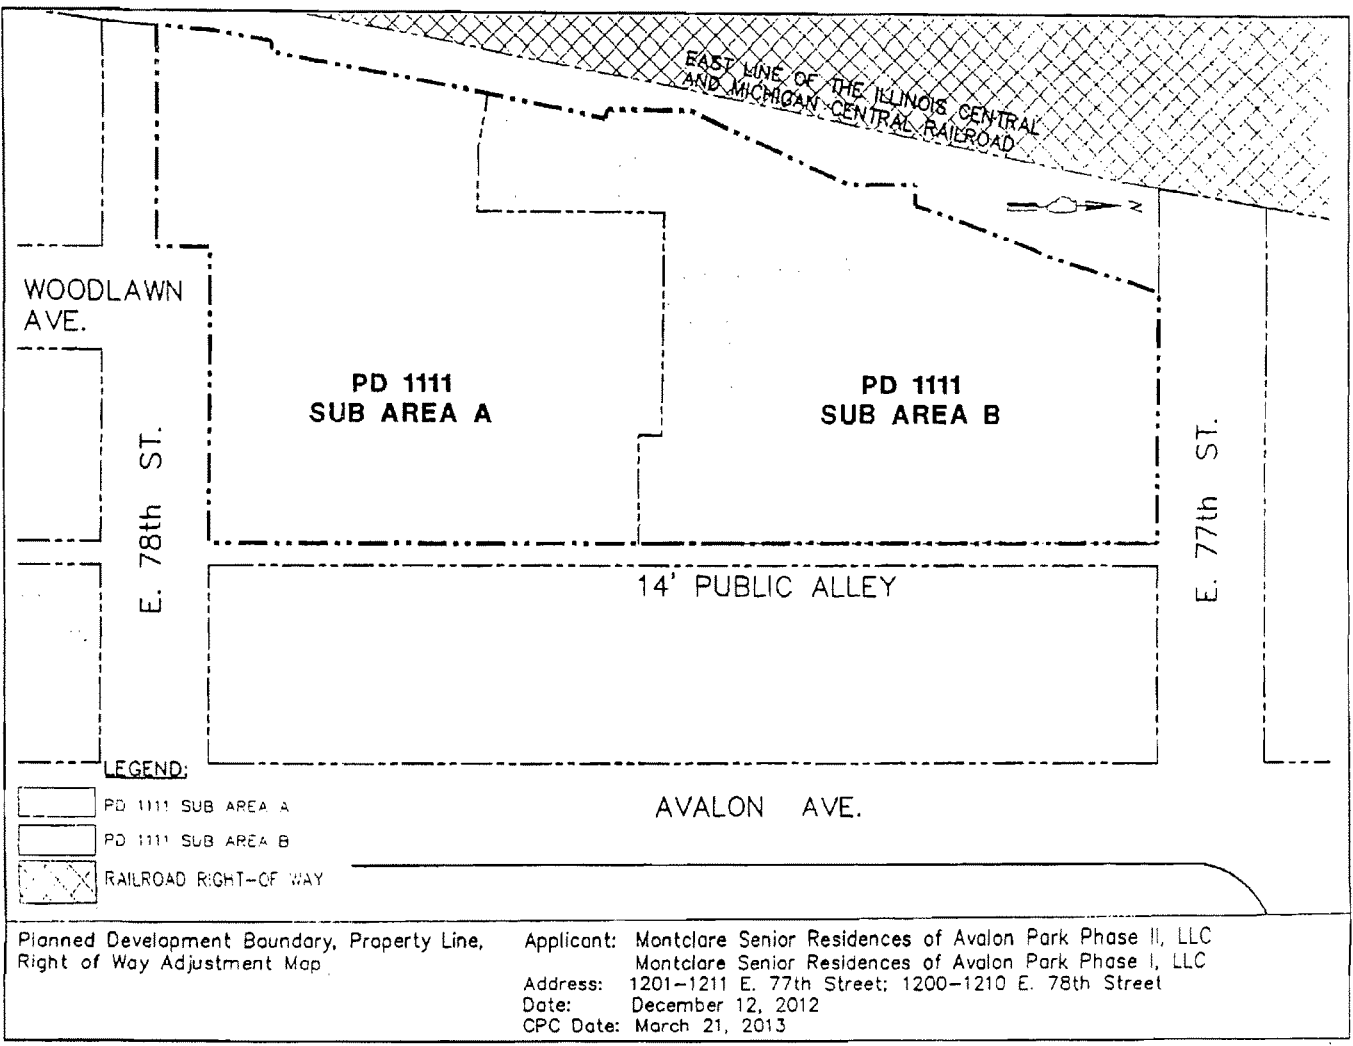 EAST LINE OF THE ILLINOIS CENTRAL
AND MICHIGAN CENTRAL RAILROAD
N
WOODLAWN
AVE.
PD 1111
SUB AREA A
PD 1111
SUB AREA B
E. 78th ST.
E. 77th ST.
14' PUBLIC ALLEY
AVALON AVE.
LEGEND:
PD 1111 SUB AREA A
PD 1111 SUB AREA B
RAILROAD RIGHT-OF WAY
Planned Development Boundary, Property Line,
Right of Way Adjustment Map
Applicant: Montclare Senior Residences of Avalon Park Phase II, LLC
Montclare Senior Residences of Avalon Park Phase I, LLC
Address: 1201-1211 E. 77th Street; 1200-1210 E. 78th Street
Date: December 12, 2012
CPC Date: March 21, 2013